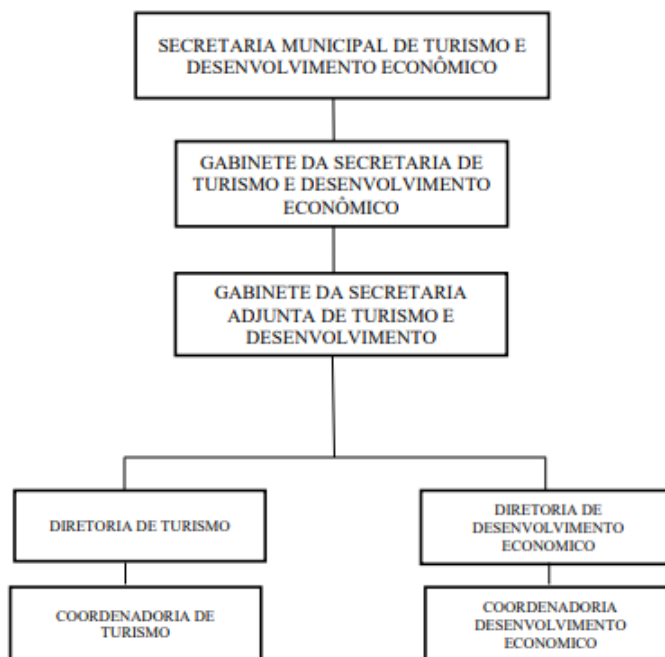 SECRETARIA MUNICIPAL DE TURISMO E
DESENVOLVIMENTO ECONÔMICO
GABINETE DA SECRETARIA DE
TURISMO E DESENVOLVIMENTO
ECONÔMICO
GABINETE DA SECRETARIA
ADJUNTA DE TURISMO E
DESENVOLVIMENTO
DIRETORIA DE TURISMO
DIRETORIA DE
DESENVOLVIMENTO
ECONOMICO
COORDENADORIA DE
TURISMO
COORDENADORIA
DESENVOLVIMENTO
ECONOMICO